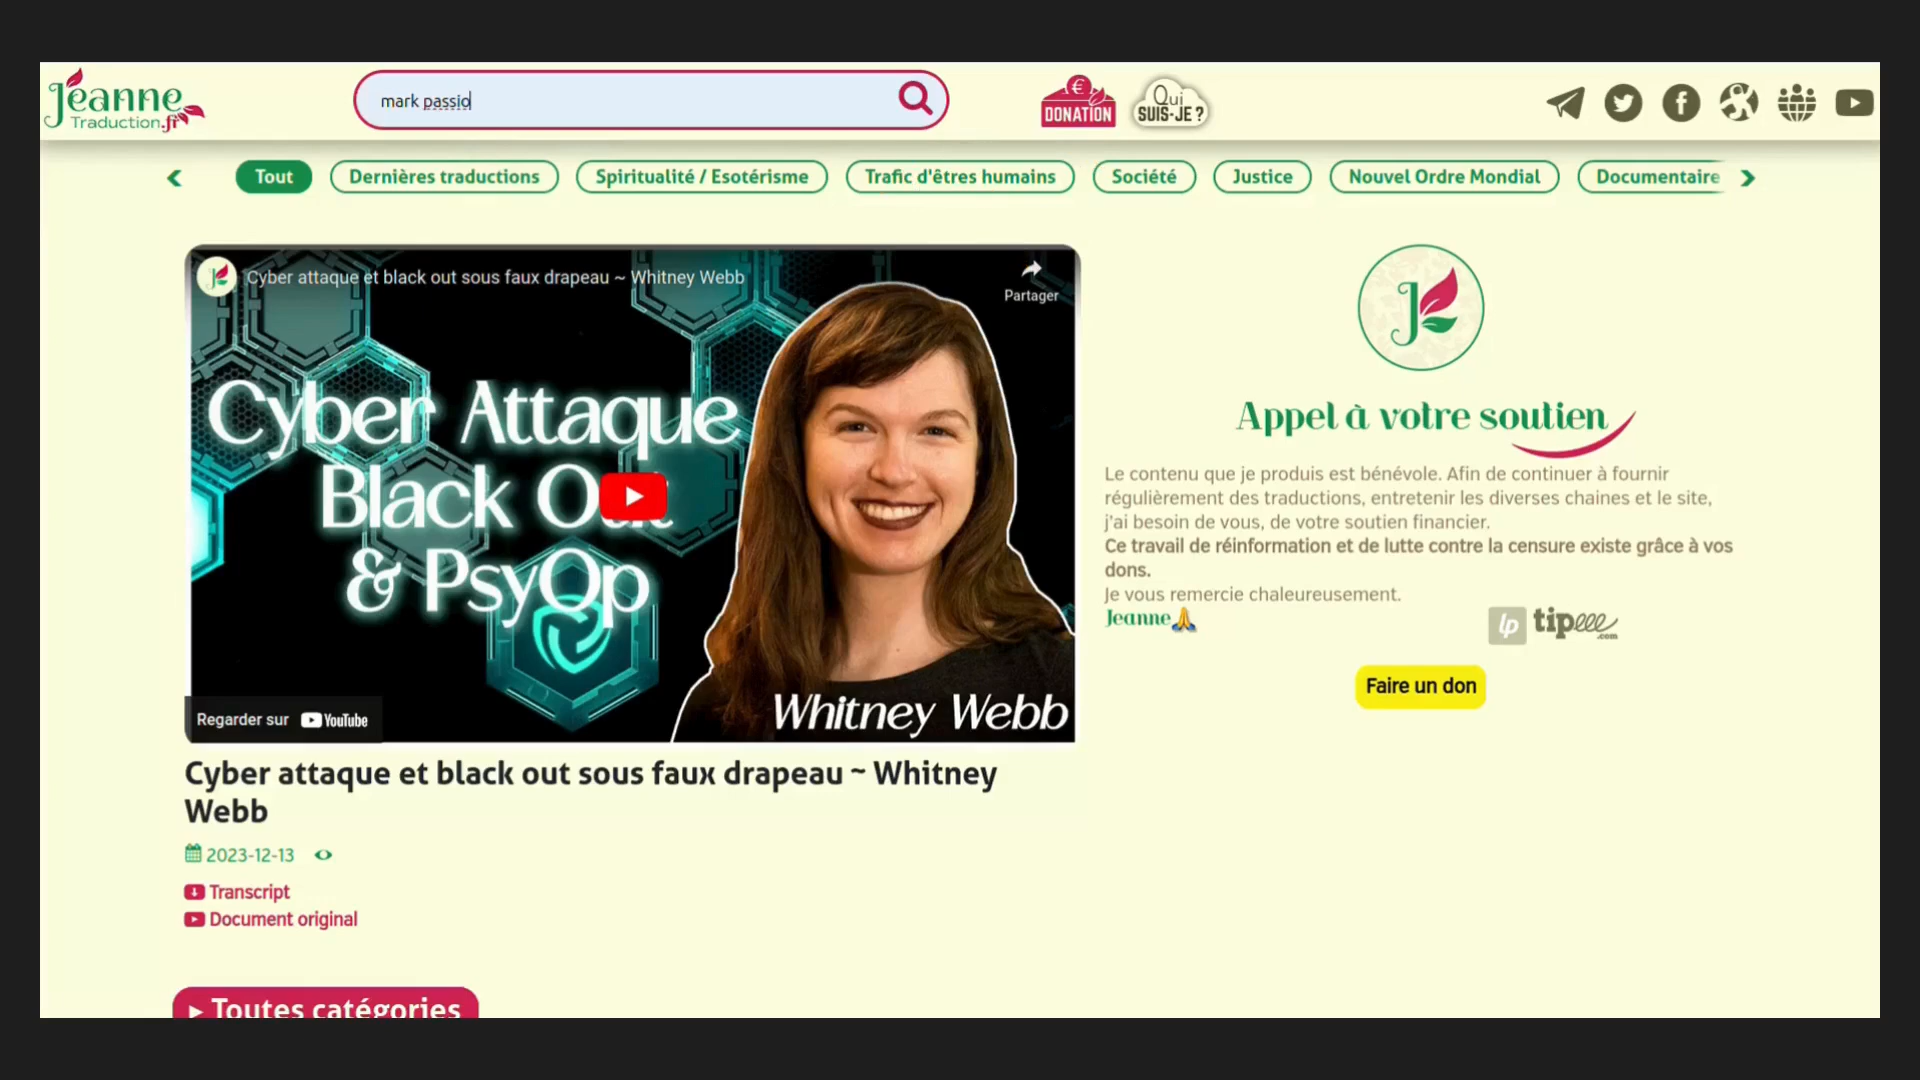 Jeanne
Traduction.fr
mark passio
€
DONATION
Qui
SUIS-JE ?
Tout
Dernières traductions
Spiritualité / Esotérisme
Trafic d'êtres humains
Société
Justice
Nouvel Ordre Mondial
Documentaire
Cyber attaque et black out sous faux drapeau ~ Whitney Webb
Partager
Cyber Attaque
Black Out
& PsyOp
Whitney Webb
Regarder sur YouTube
Appel à votre soutien
Le contenu que je produis est bénévole. Afin de continuer à fournir
régulièrement des traductions, entretenir les diverses chaines et le site,
j'ai besoin de vous, de votre soutien financier.
Ce travail de réinformation et de lutte contre la censure existe grâce à vos
dons.
Je vous remercie chaleureusement.
Jeanne🙏
lp tipeee.com
Faire un don
Cyber attaque et black out sous faux drapeau ~ Whitney
Webb
2023-12-13
Transcript
Document original
▸ Toutes catégories